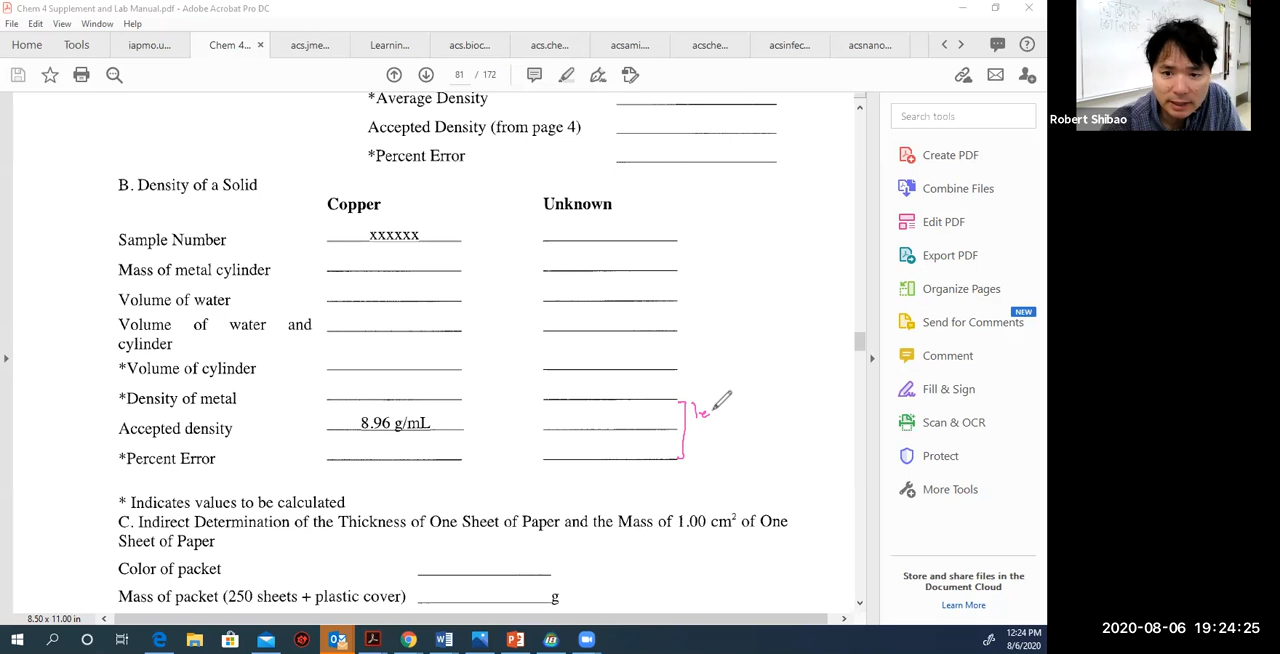 Chem 4 Supplement and Lab Manual.pdf - Adobe Acrobat Pro DC
File Edit View Window Help
Home Tools iapmo.u... Chem 4... × acs.jme... Learnin... acs.bioc... acs.che... acsami.... acsche... acsinfec... acsnano...
81 / 172
*Average Density
Accepted Density (from page 4)
*Percent Error
B. Density of a Solid
Copper Unknown
Sample Number xxxxxx
Mass of metal cylinder
Volume of water
Volume of water and
cylinder
*Volume of cylinder
*Density of metal
Accepted density 8.96 g/mL
*Percent Error
* Indicates values to be calculated
C. Indirect Determination of the Thickness of One Sheet of Paper and the Mass of 1.00 cm² of One
Sheet of Paper
Color of packet
Mass of packet (250 sheets + plastic cover) g
8.50 x 11.00 in
Search tools
Create PDF
Combine Files
Edit PDF
Export PDF
Organize Pages
NEW
Send for Comments
Comment
Fill & Sign
Scan & OCR
Protect
More Tools
Store and share files in the
Document Cloud
Learn More
Robert Shibao
12:24 PM
8/6/2020
2020-08-06 19:24:25